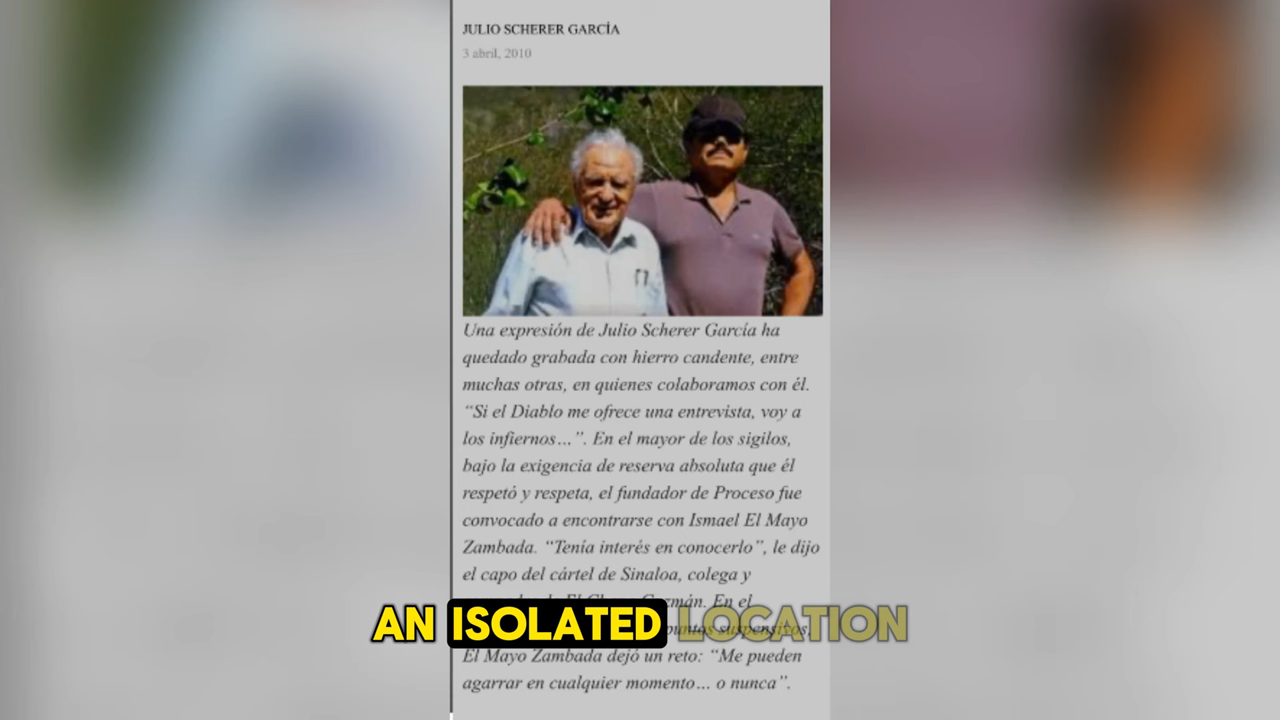 JULIO SCHERER GARCÍA
3 abril, 2010
Una expresión de Julio Scherer García ha
quedado grabada con hierro candente, entre
muchas otras, en quienes colaboramos con él.
“Si el Diablo me ofrece una entrevista, voy a
los infiernos…”. En el mayor de los sigilos,
bajo la exigencia de reserva absoluta que él
respetó y respeta, el fundador de Proceso fue
convocado a encontrarse con Ismael El Mayo
Zambada. “Tenía interés en conocerlo”, le dijo
el capo del cártel de Sinaloa, colega y
En el
AN ISOLATED LOCATION
puntos suspensivos.
El Mayo Zambada dejó un reto: “Me pueden
agarrar en cualquier momento… o nunca”.